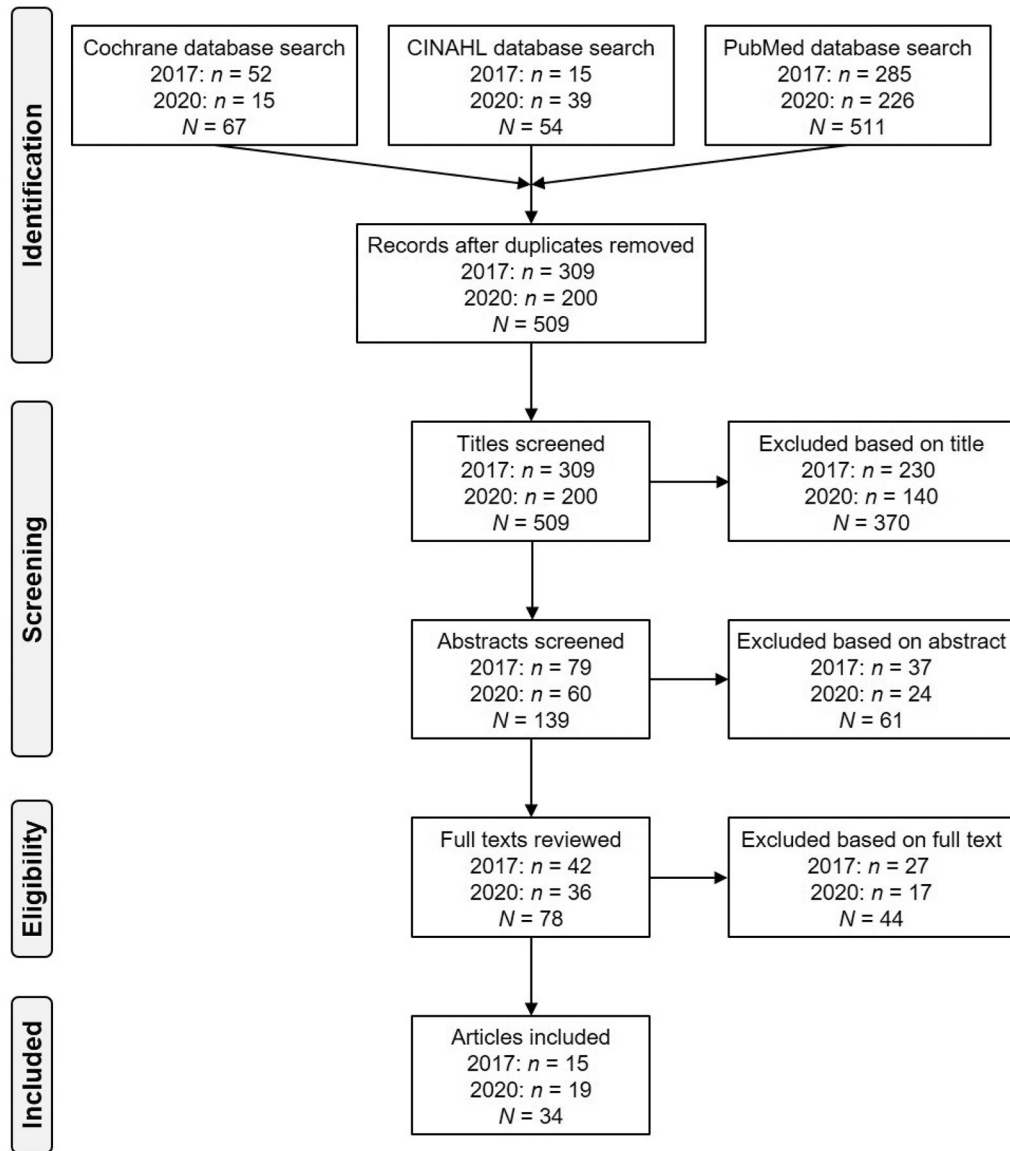 Identification
Cochrane database search
2017: n = 52
2020: n = 15
N = 67
CINAHL database search
2017: n = 15
2020: n = 39
N = 54
PubMed database search
2017: n = 285
2020: n = 226
N = 511
Records after duplicates removed
2017: n = 309
2020: n = 200
N = 509
Screening
Titles screened
2017: n = 309
2020: n = 200
N = 509
Excluded based on title
2017: n = 230
2020: n = 140
N = 370
Abstracts screened
2017: n = 79
2020: n = 60
N = 139
Excluded based on abstract
2017: n = 37
2020: n = 24
N = 61
Eligibility
Full texts reviewed
2017: n = 42
2020: n = 36
N = 78
Excluded based on full text
2017: n = 27
2020: n = 17
N = 44
Included
Articles included
2017: n = 15
2020: n = 19
N = 34